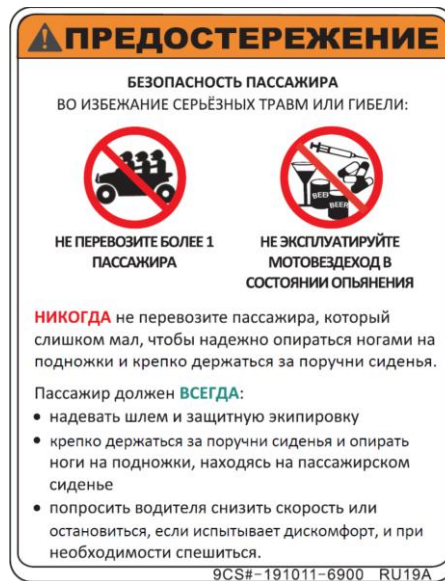 ПРЕДОСТЕРЕЖЕНИЕ
БЕЗОПАСНОСТЬ ПАССАЖИРА
ВО ИЗБЕЖАНИЕ СЕРЬЁЗНЫХ ТРАВМ ИЛИ ГИБЕЛИ:
BEER
BEER
НЕ ПЕРЕВОЗИТЕ БОЛЕЕ 1
ПАССАЖИРА
НЕ ЭКСПЛУАТИРУЙТЕ
МОТОВЕЗДЕХОД В
СОСТОЯНИИ ОПЬЯНЕНИЯ
НИКОГДА не перевозите пассажира, который
слишком мал, чтобы надежно опираться ногами на
подножки и крепко держаться за поручни сиденья.
Пассажир должен ВСЕГДА:
• надевать шлем и защитную экипировку
• крепко держаться за поручни сиденья и опирать
ноги на подножки, находясь на пассажирском
сиденье
• попросить водителя снизить скорость или
остановиться, если испытывает дискомфорт, и при
необходимости спешиться.
9CS#-191011-6900 RU19A